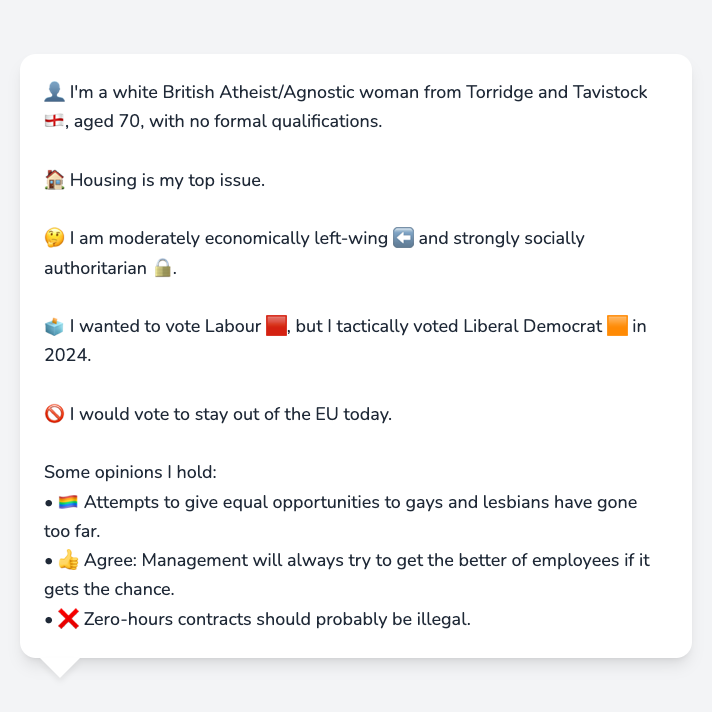 👤 I'm a white British Atheist/Agnostic woman from Torridge and Tavistock
🏴󠁧󠁢󠁥󠁮󠁧󠁿, aged 70, with no formal qualifications.
🏠 Housing is my top issue.
🤔 I am moderately economically left-wing ⬅️ and strongly socially
authoritarian 🔒.
🗳️ I wanted to vote Labour 🟥, but I tactically voted Liberal Democrat 🟧 in
2024.
🚫 I would vote to stay out of the EU today.
Some opinions I hold:
• 🏳️‍🌈 Attempts to give equal opportunities to gays and lesbians have gone
too far.
• 👍 Agree: Management will always try to get the better of employees if it
gets the chance.
• ❌ Zero-hours contracts should probably be illegal.